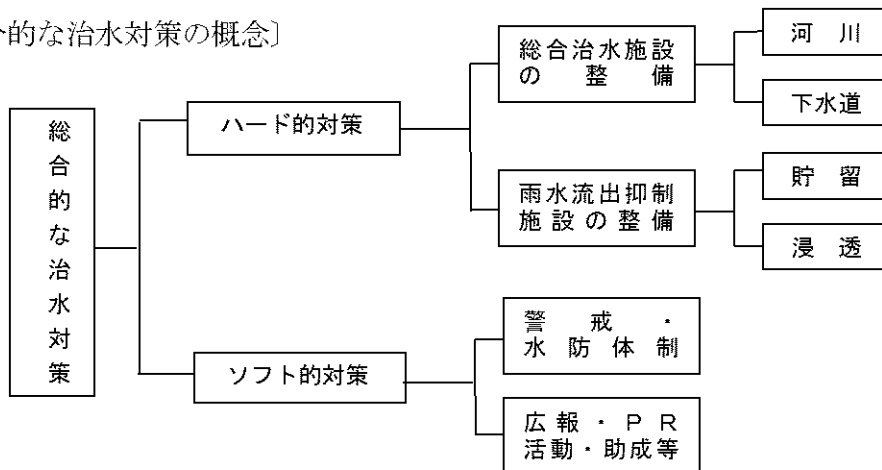 的な治水対策の概念〕
総合的な治水対策
ハード的対策
総合治水施設
の整備
河川
下水道
雨水流出抑制
施設の整備
貯留
浸透
ソフト的対策
警戒・
水防体制
広報・ＰＲ
活動・助成等